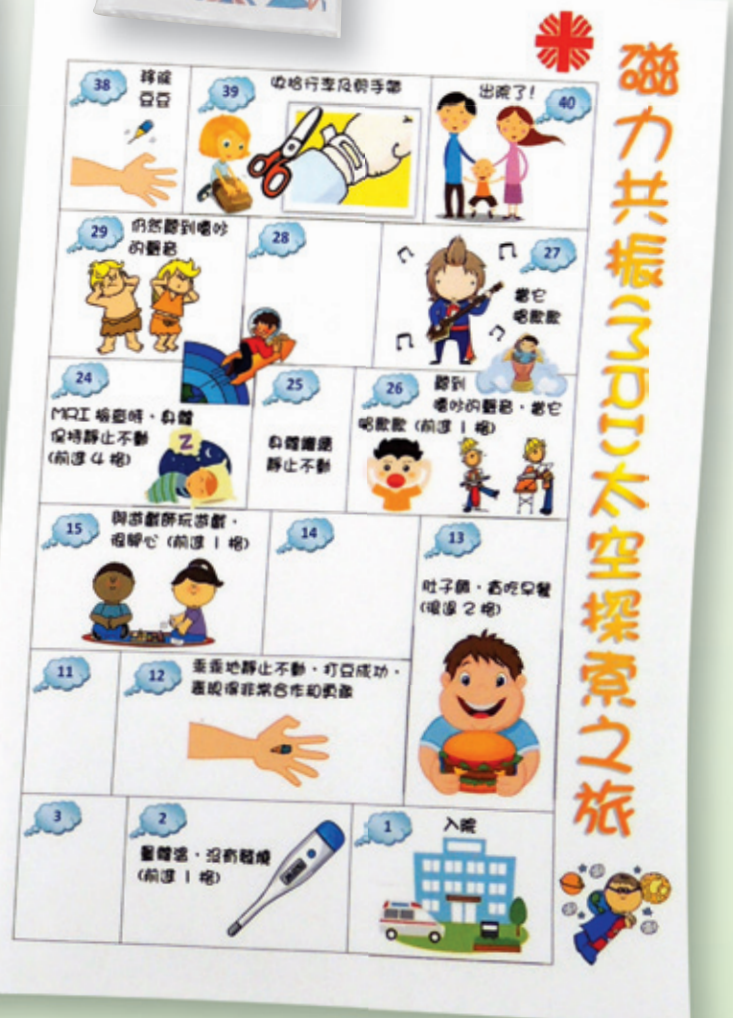 磁力共振(MRI)太空探索之旅
38
移除
豆豆
39
收拾行李及剪手帶
出院了!
40
29
仍然聽到嘈吵
的聲音
28
27
當它
唱歌歌
24
MRI 檢查時,身體
保持靜止不動
(前進 4 格)
Z
25
身體繼續
靜止不動
26
聽到
嘈吵的聲音,當它
唱歌歌 (前進 1 格)
15
與遊戲師玩遊戲,
很開心 (前進 1 格)
14
13
肚子餓,偷吃早餐
(後退 2 格)
11
12
乖乖地靜止不動,打豆成功,
表現得非常合作和勇敢
3
2
量體溫,沒有發燒
(前進 1 格)
1
入院